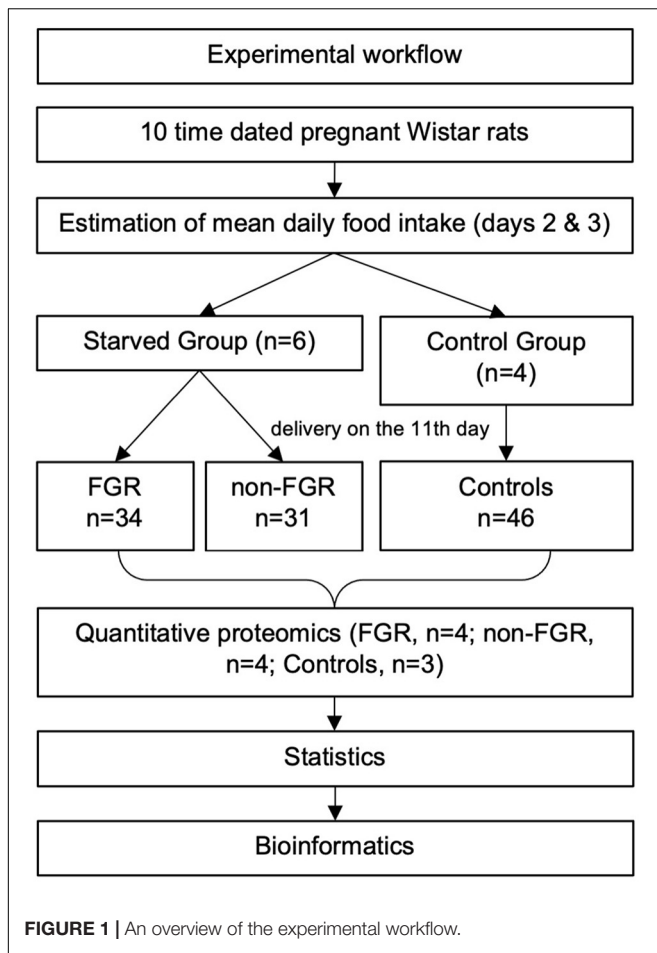 Experimental workflow
10 time dated pregnant Wistar rats
Estimation of mean daily food intake (days 2 & 3)
Starved Group (n=6)
Control Group
(n=4)
delivery on the 11th day
FGR
n=34
non-FGR
n=31
Controls
n=46
Quantitative proteomics (FGR, n=4; non-FGR,
n=4; Controls, n=3)
Statistics
Bioinformatics
FIGURE 1 | An overview of the experimental workflow.